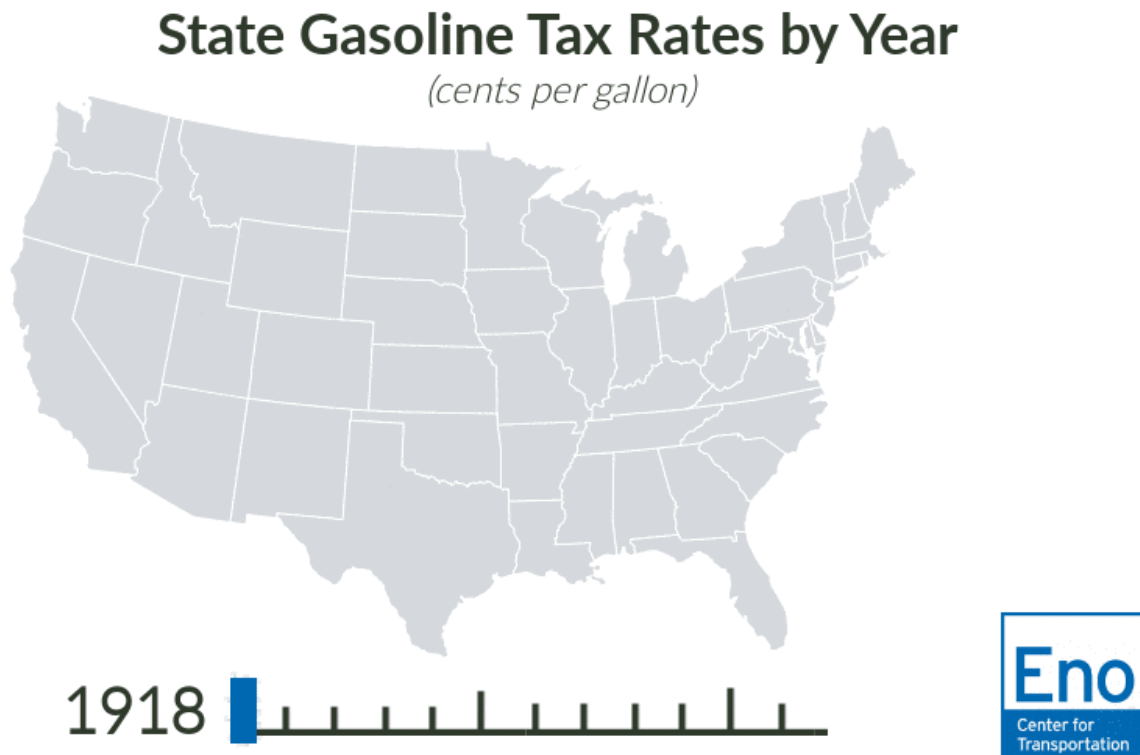 State Gasoline Tax Rates by Year
(cents per gallon)
1918
Eno
Center for
Transportation